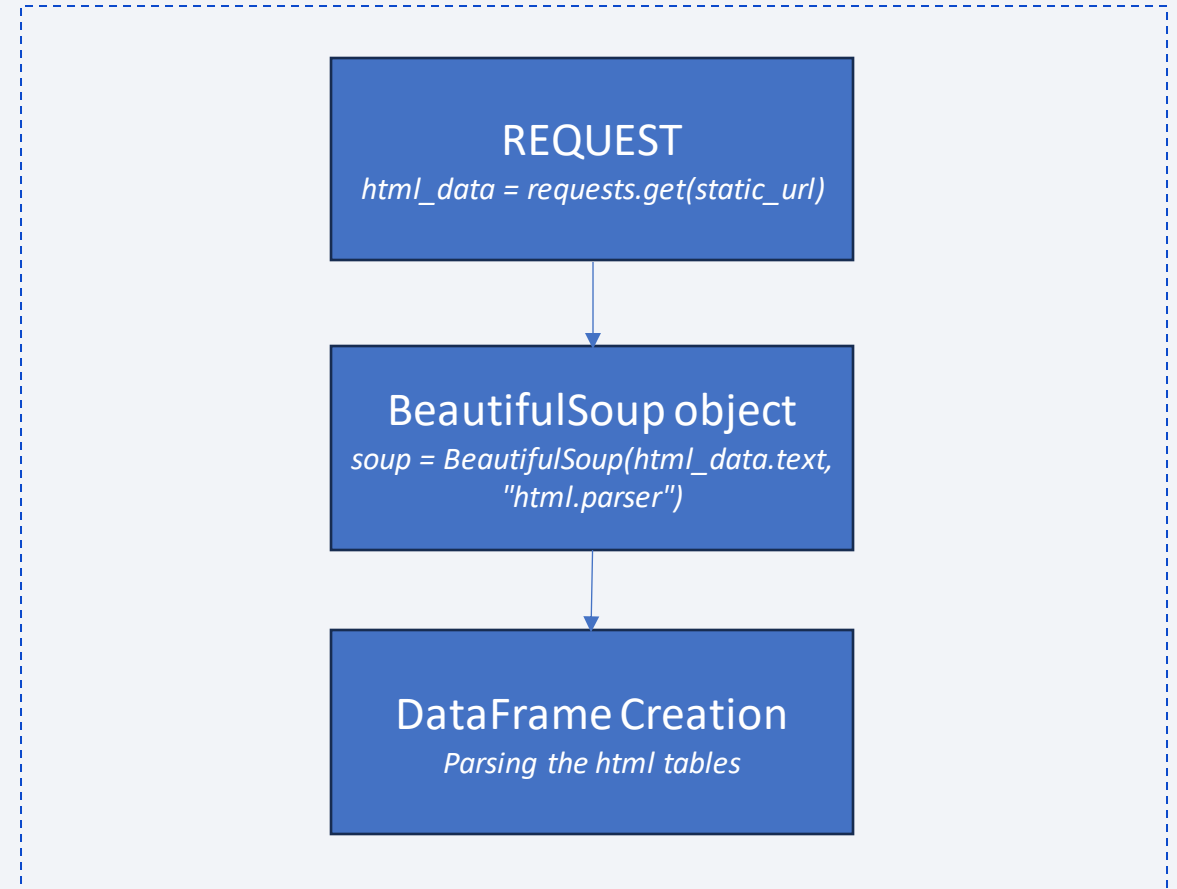 REQUEST
html_data = requests.get(static_url)
BeautifulSoup object
soup = BeautifulSoup(html_data.text,
"html.parser")
DataFrame Creation
Parsing the html tables